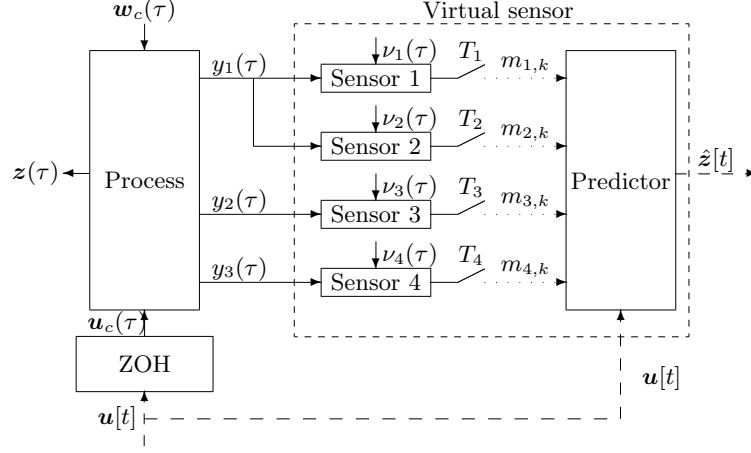 w_c(τ)
Virtual sensor
y_1(τ)
ν_1(τ)
T_1
m_{1,k}
Sensor 1
ν_2(τ)
T_2
m_{2,k}
Sensor 2
z(τ)
Process
Predictor
ẑ[t]
y_2(τ)
ν_3(τ)
T_3
m_{3,k}
Sensor 3
y_3(τ)
ν_4(τ)
T_4
m_{4,k}
Sensor 4
u_c(τ)
ZOH
u[t]
u[t]